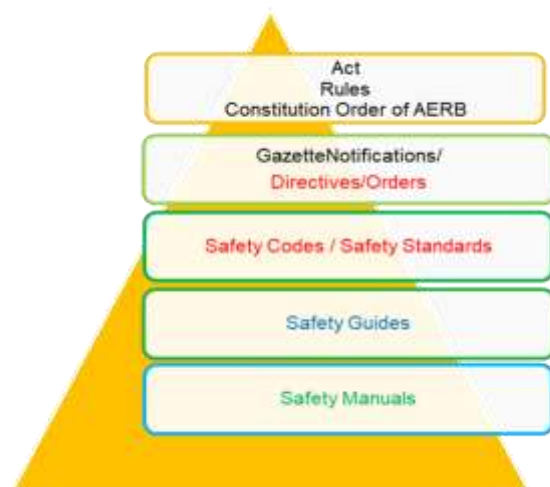 Act
Rules
Constitution Order of AERB
GazetteNotifications/
Directives/Orders
Safety Codes / Safety Standards
Safety Guides
Safety Manuals